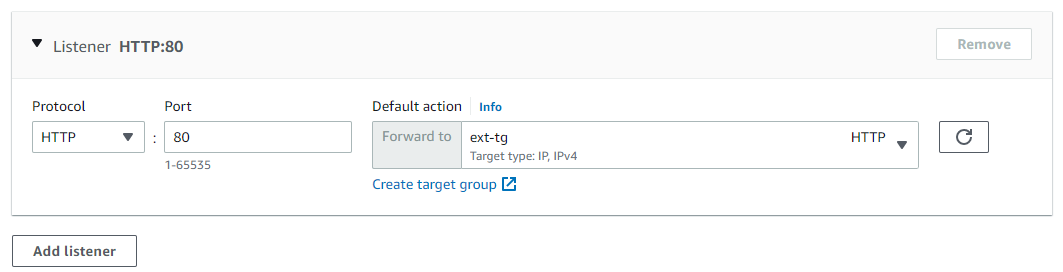 Listener HTTP:80
Remove
Protocol
Port
Default action
Info
HTTP
:
80
Forward to
ext-tg
HTTP
Target type: IP, IPv4
1-65535
Create target group
Add listener